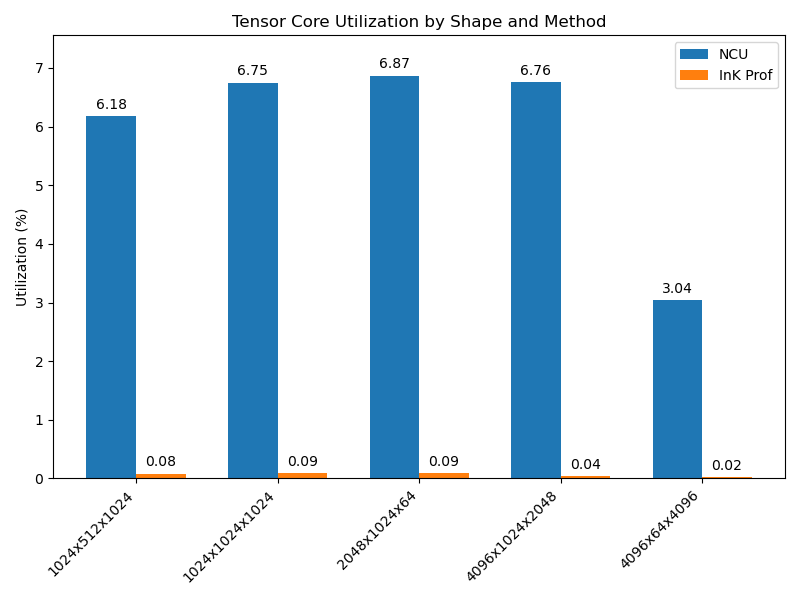 Tensor Core Utilization by Shape and Method
NCU
InK Prof
Utilization (%)
7
6
5
4
3
2
1
0
6.18
6.75
6.87
6.76
3.04
0.08
0.09
0.09
0.04
0.02
1024x512x1024
1024x1024x1024
2048x1024x64
4096x1024x2048
4096x64x4096